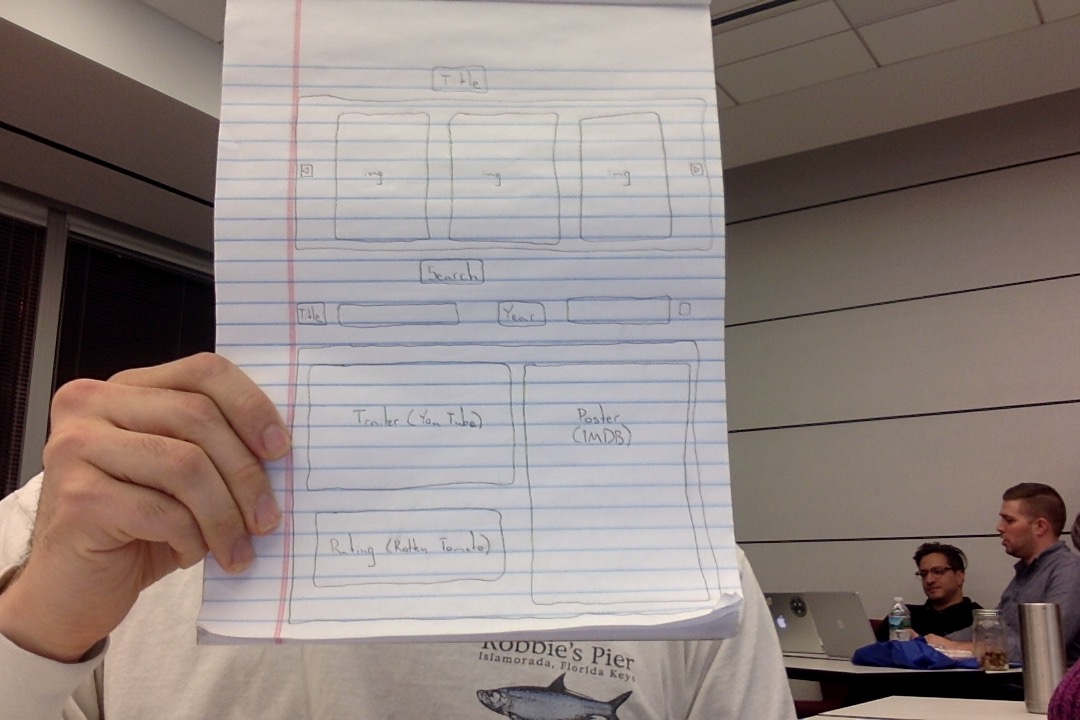 Title
img img img
Search
Title Year
Trailer (You Tube)
Poster
(IMDB)
Rating (Rotten Tomato)
Robbie's Pier
Islamorada, Florida Keys